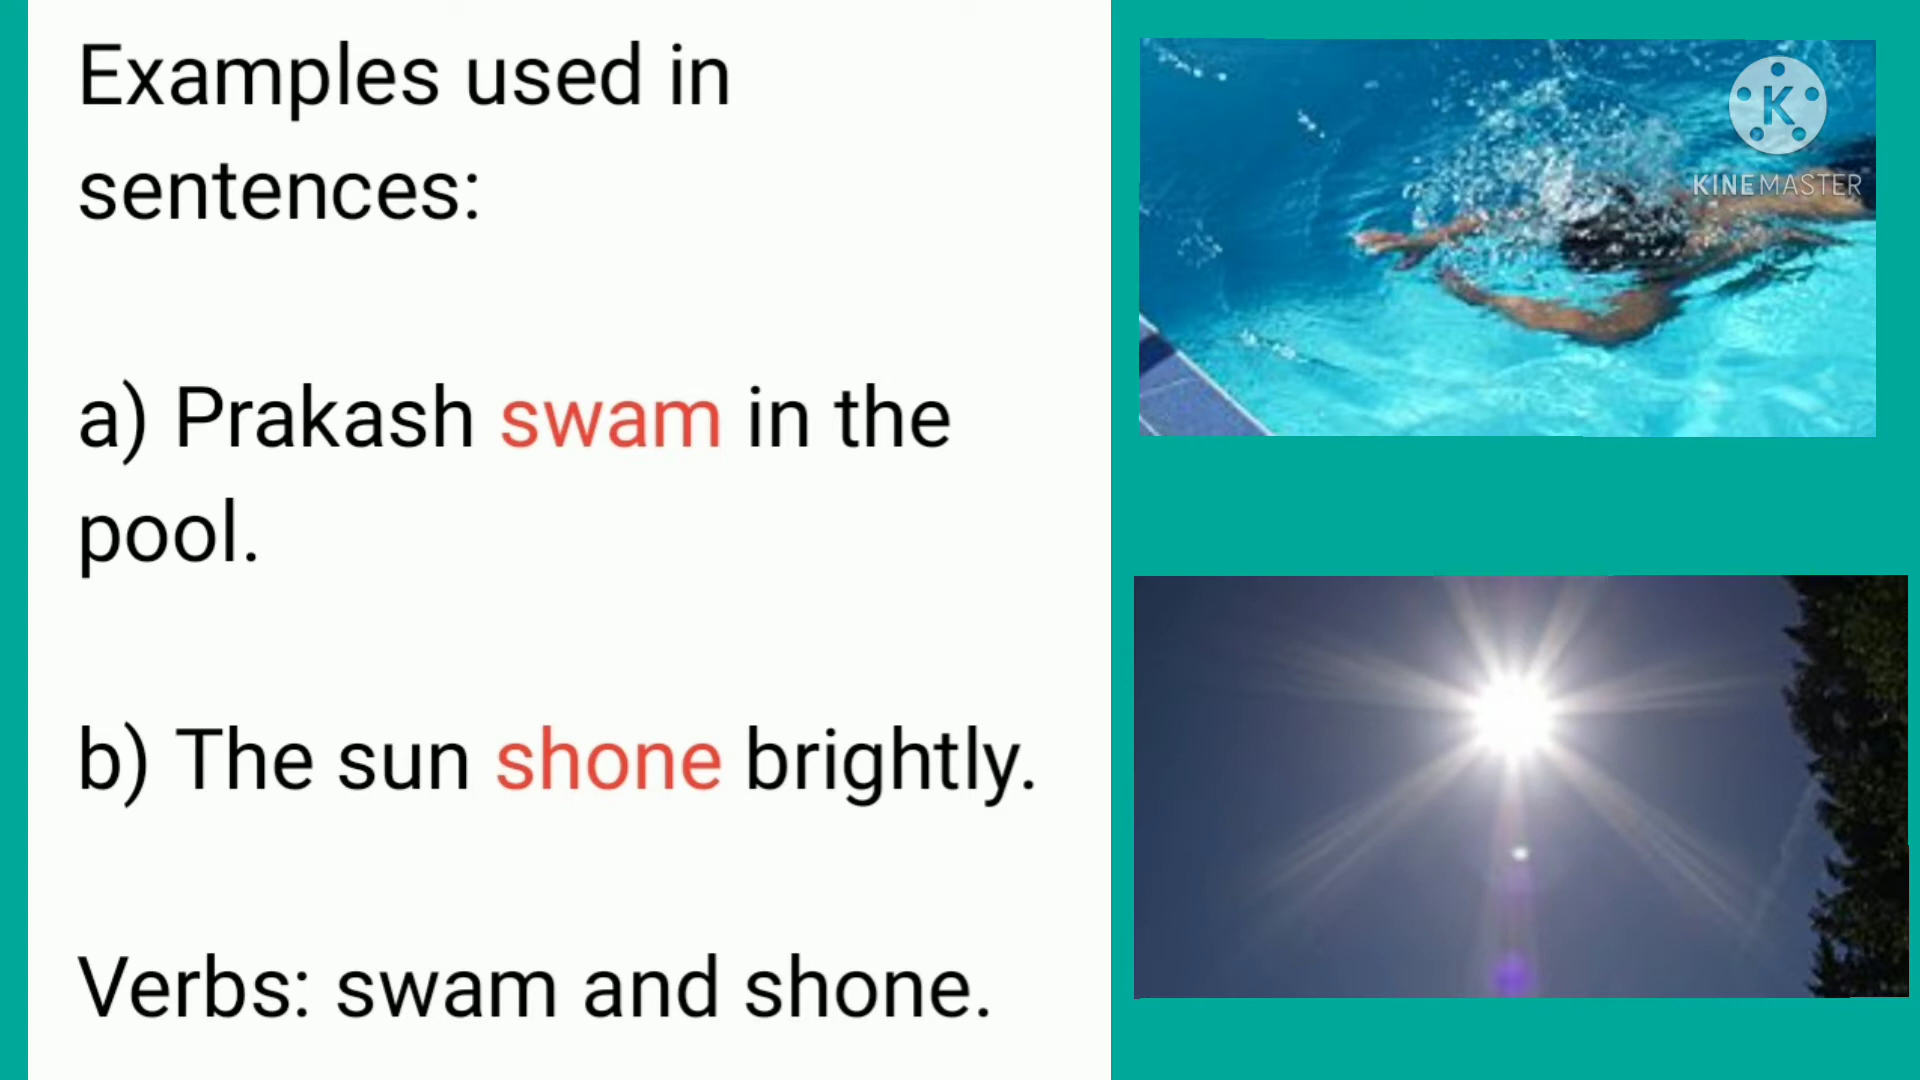 Examples used in
sentences:
a) Prakash swam in the
pool.
b) The sun shone brightly.
Verbs: swam and shone.
K
KINEMASTER